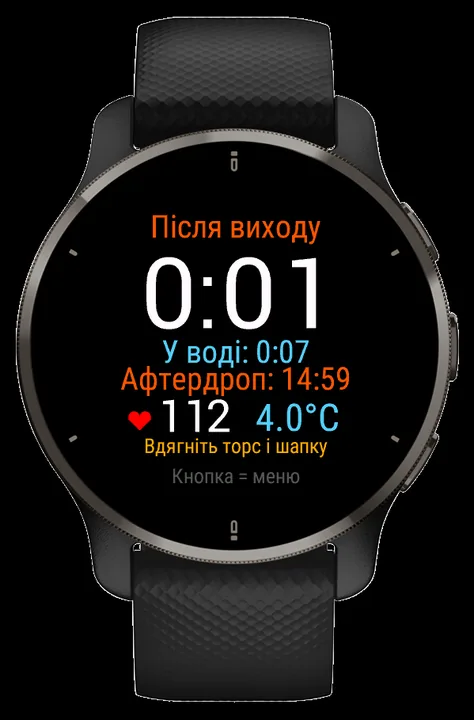 Після виходу
0:01
У воді: 0:07
Афтердроп: 14:59
112 4.0°C
Вдягніть торс і шапку
Кнопка = меню